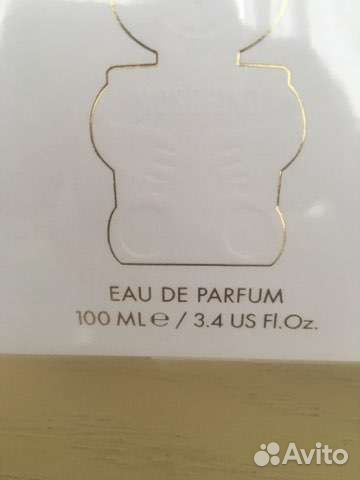 EAU DE PARFUM
100 ML℮ / 3.4 US Fl.Oz.
Avito